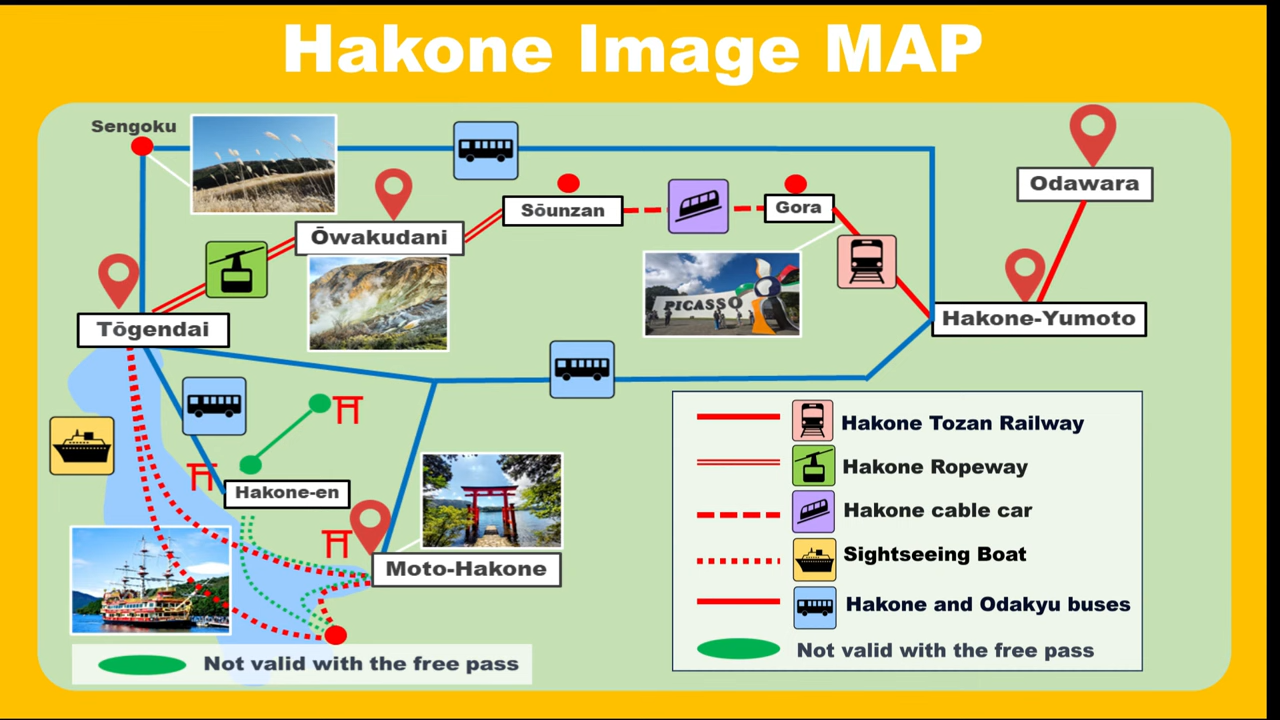 Hakone Image MAP
Sengoku
Odawara
Sōunzan
Gora
Ōwakudani
PICASSO
Tōgendai
Hakone-Yumoto
Hakone-en
Moto-Hakone
Hakone Tozan Railway
Hakone Ropeway
Hakone cable car
Sightseeing Boat
Hakone and Odakyu buses
Not valid with the free pass
Not valid with the free pass